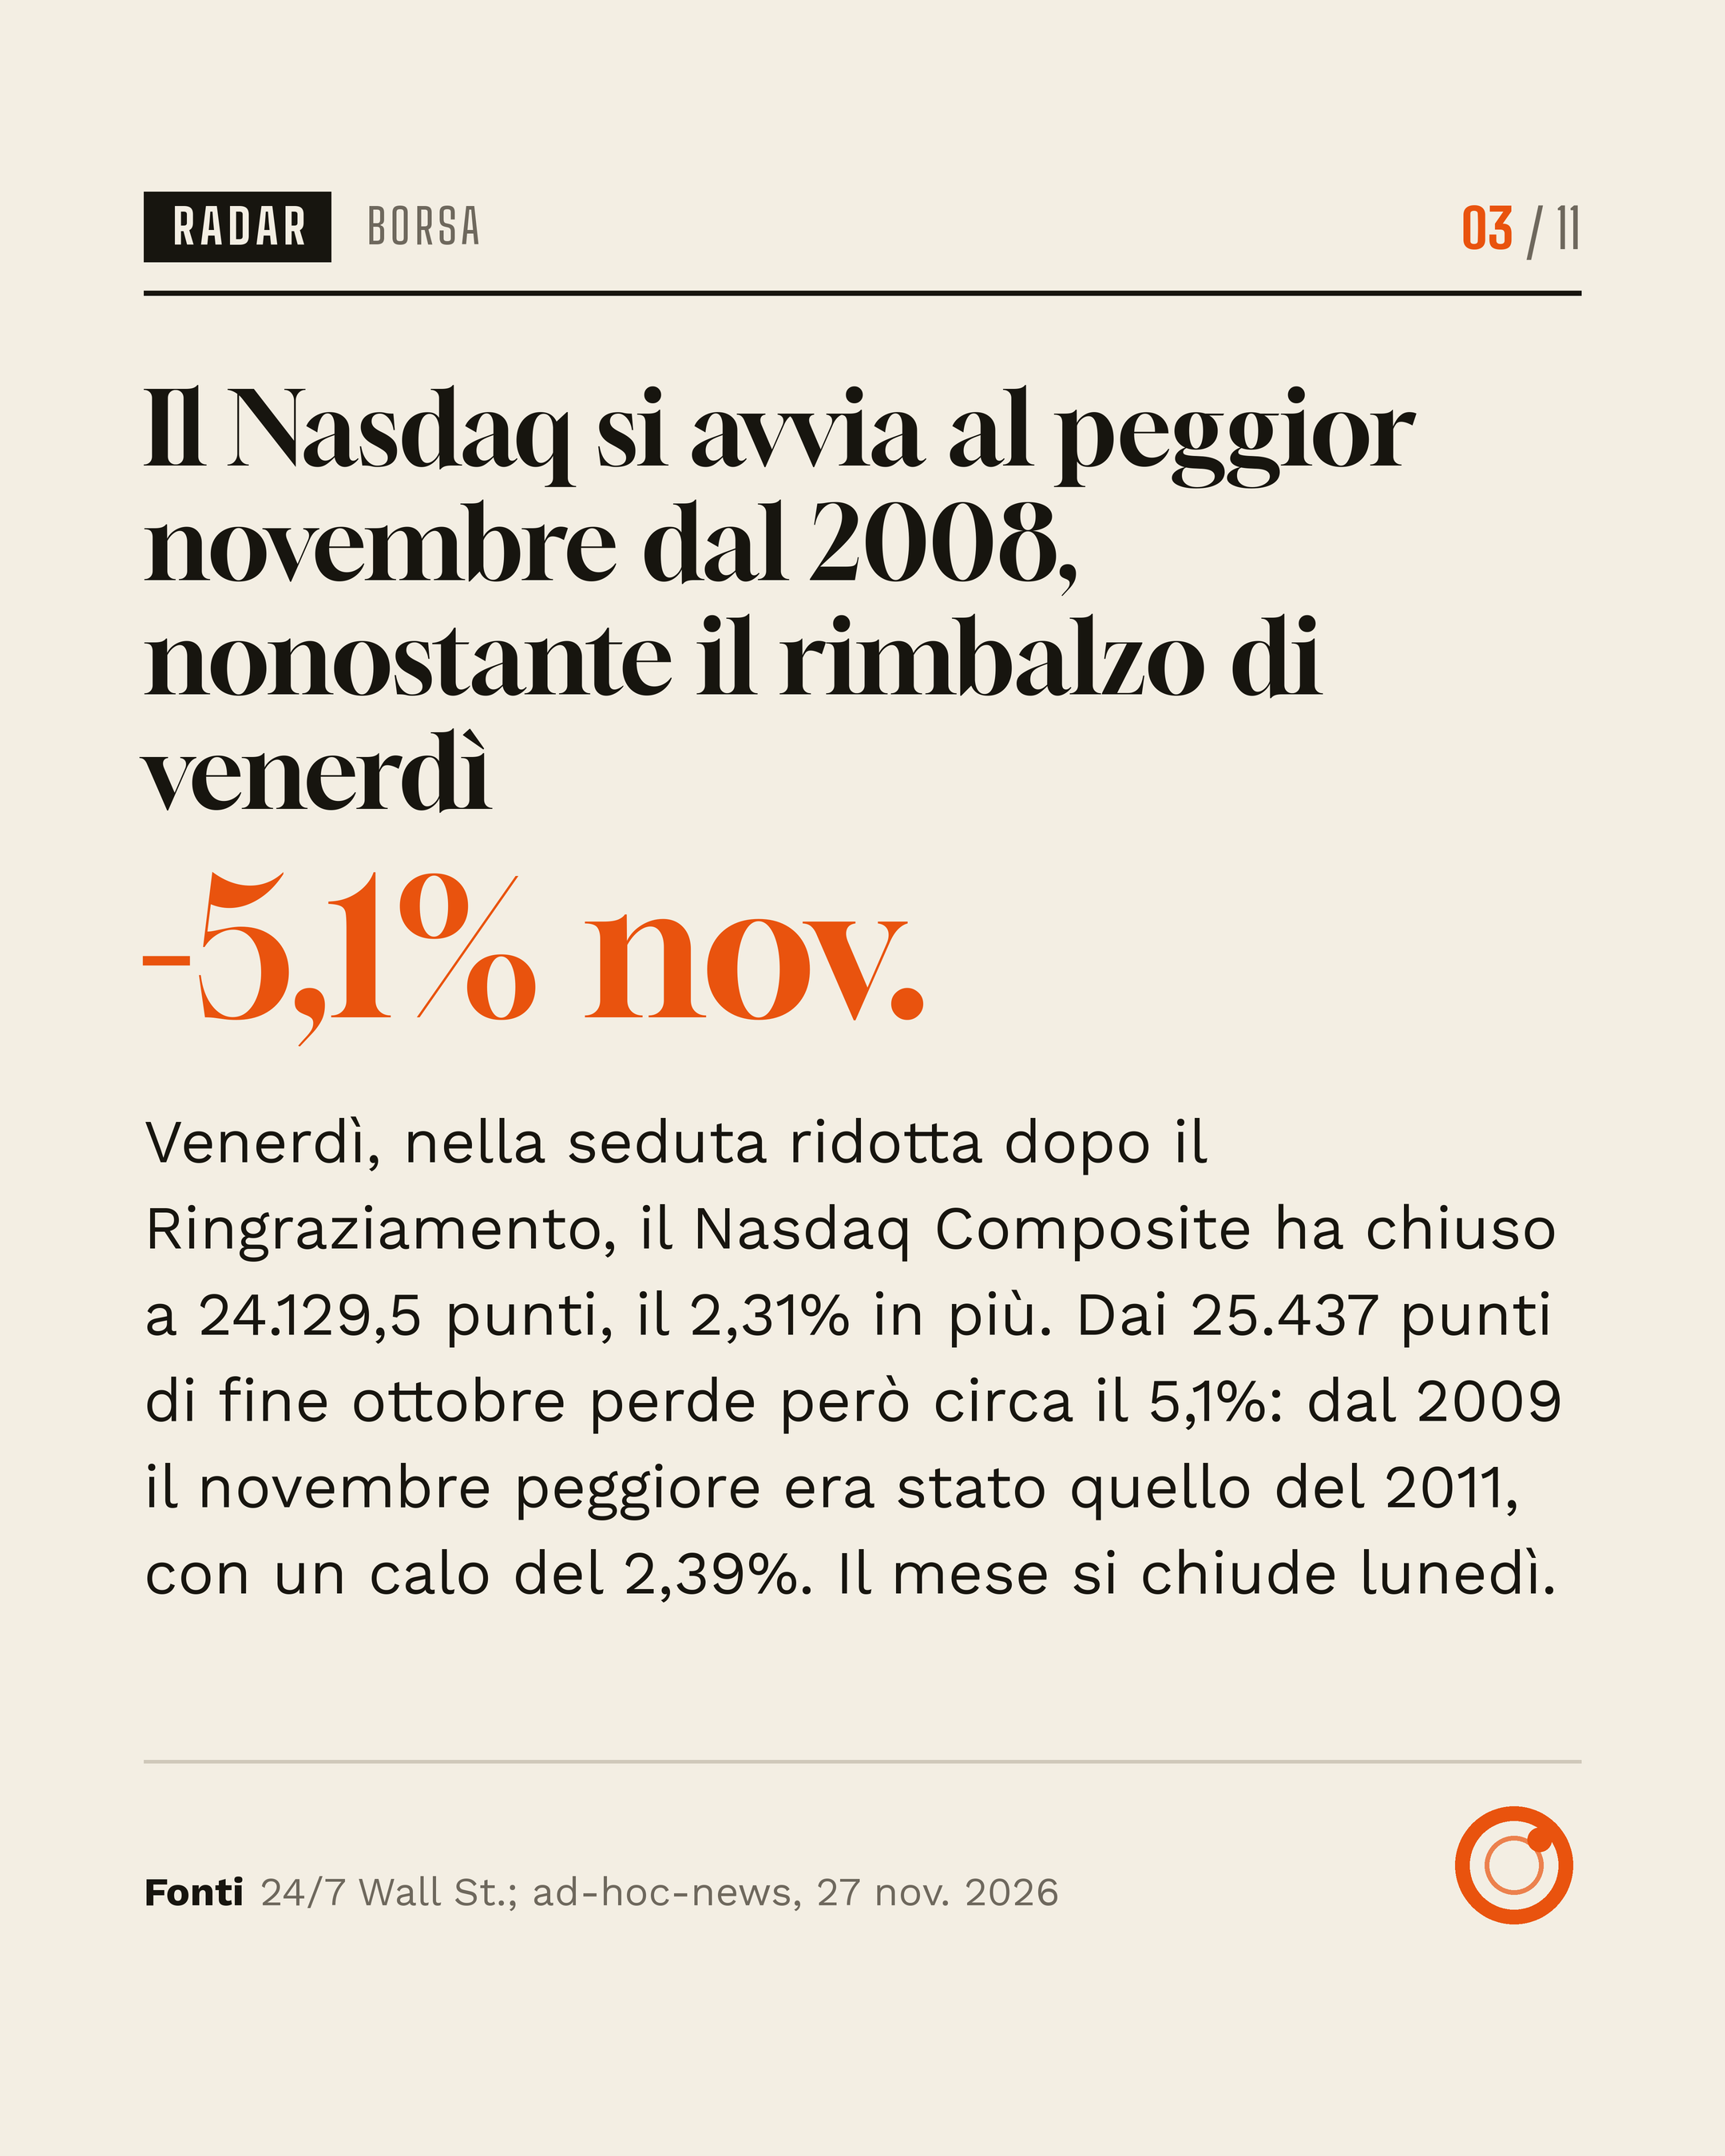 RADAR BORSA 03 / 11
Il Nasdaq si avvia al peggior
novembre dal 2008,
nonostante il rimbalzo di
venerdì
-5,1% nov.
Venerdì, nella seduta ridotta dopo il
Ringraziamento, il Nasdaq Composite ha chiuso
a 24.129,5 punti, il 2,31% in più. Dai 25.437 punti
di fine ottobre perde però circa il 5,1%: dal 2009
il novembre peggiore era stato quello del 2011,
con un calo del 2,39%. Il mese si chiude lunedì.
Fonti 24/7 Wall St.; ad-hoc-news, 27 nov. 2026